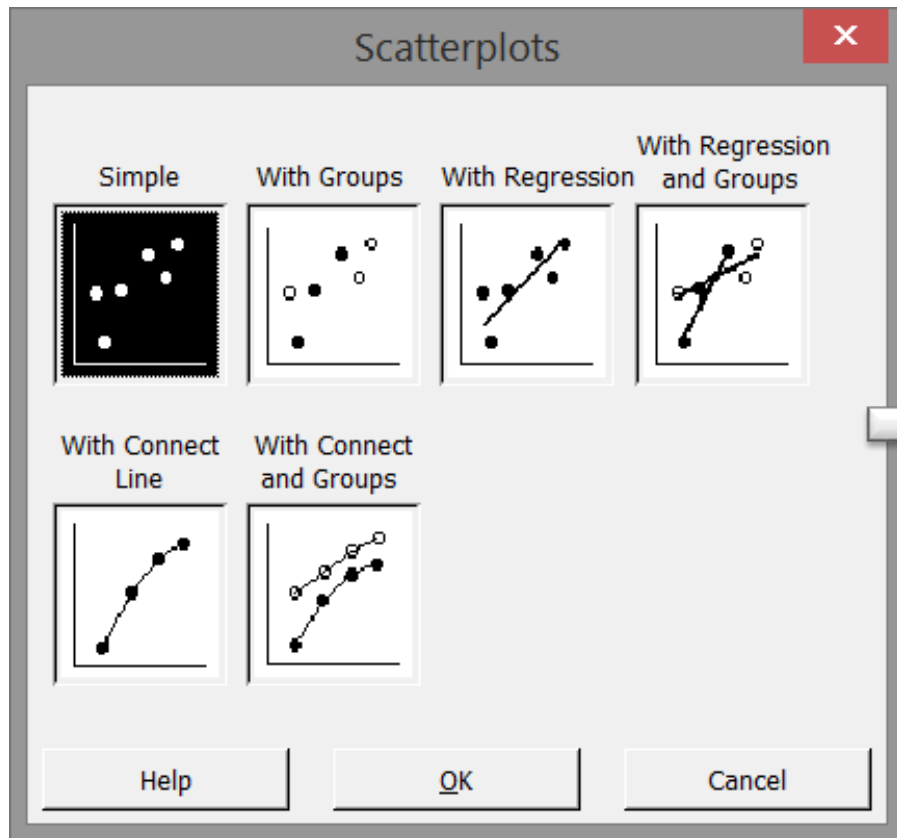 Scatterplots
Simple
With Groups
With Regression
With Regression
and Groups
With Connect
Line
With Connect
and Groups
Help
OK
Cancel